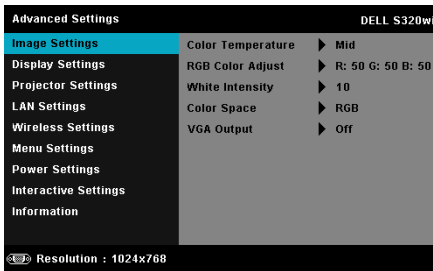 Advanced Settings DELL S320wi
Image Settings Color Temperature Mid
Display Settings RGB Color Adjust R: 50 G: 50 B: 50
Projector Settings White Intensity 10
LAN Settings Color Space RGB
Wireless Settings VGA Output Off
Menu Settings
Power Settings
Interactive Settings
Information
Resolution : 1024x768